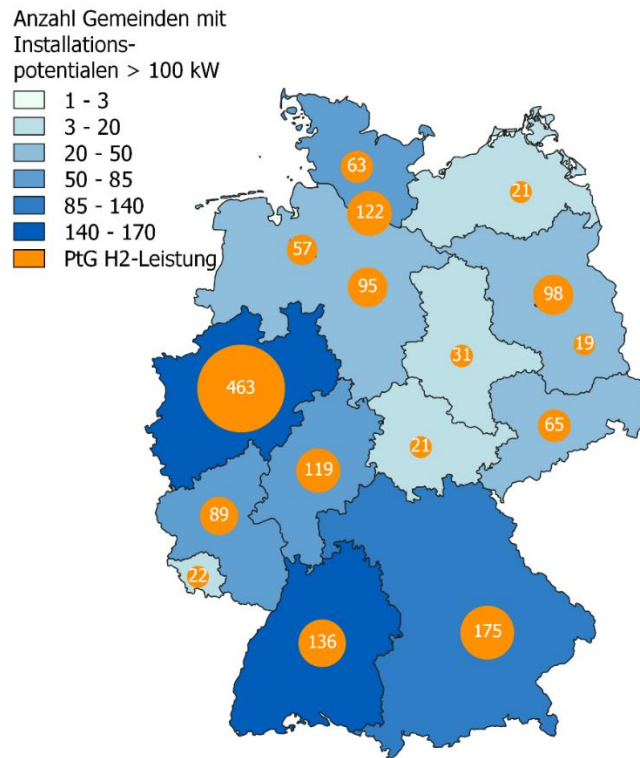 Anzahl Gemeinden mit
Installations-
potentialen > 100 kW
1 - 3
3 - 20
20 - 50
50 - 85
85 - 140
140 - 170
PtG H2-Leistung
63
21
122
57
95
98
19
31
463
65
21
119
89
22
136
175